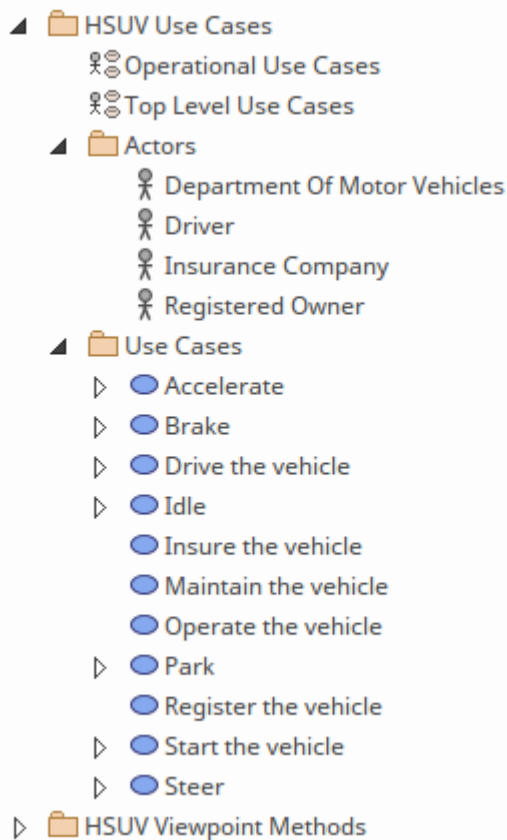 HSUV Use Cases
Operational Use Cases
Top Level Use Cases
Actors
Department Of Motor Vehicles
Driver
Insurance Company
Registered Owner
Use Cases
Accelerate
Brake
Drive the vehicle
Idle
Insure the vehicle
Maintain the vehicle
Operate the vehicle
Park
Register the vehicle
Start the vehicle
Steer
HSUV Viewpoint Methods